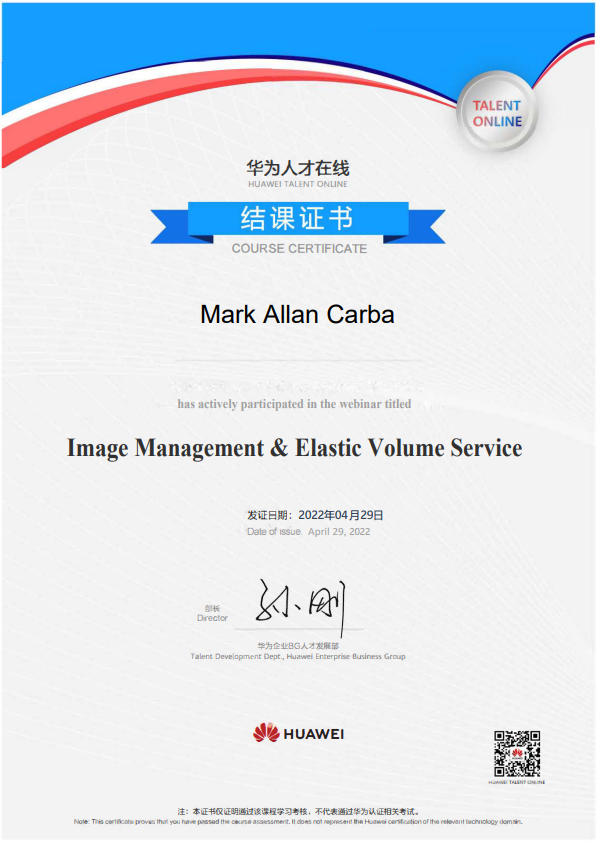 TALENT
ONLINE
华为人才在线
HUAWEI TALENT ONLINE
结课证书
COURSE CERTIFICATE
Mark Allan Carba
has actively participated in the webinar titled
Image Management & Elastic Volume Service
发证日期：2022年04月29日
Date of issue. April 29, 2022
部长
Director
孙刚
华为企业BG人才发展部
Talent Development Dept., Huawei Enterprise Business Group
HUAWEI
HUAWEI TALENT ONLINE
注：本证书仅证明通过该课程学习考核，不代表通过华为认证相关考试。
Note: This certificate proves that you have passed the course assessment. It does not represent the Huawei certification of the relevant technology domain.